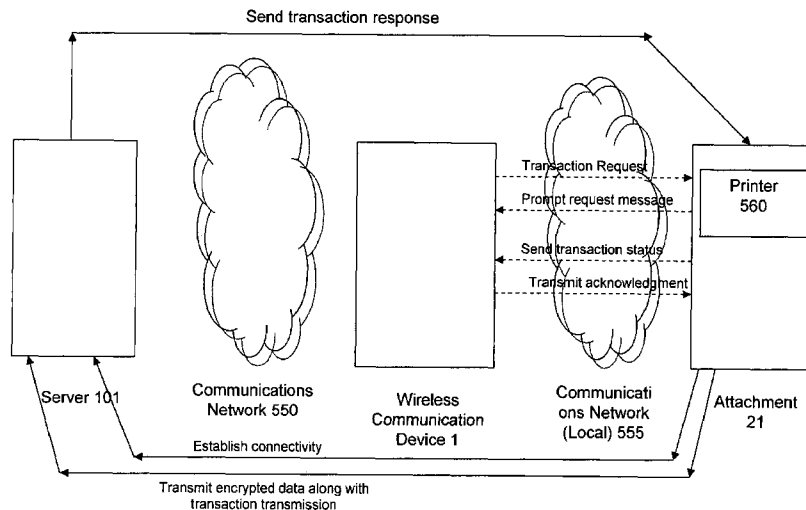 Send transaction response
Transaction Request
Printer
560
Prompt request message
Send transaction status
Transmit acknowledgment
Server 101
Communications
Network 550
Wireless
Communication
Device 1
Communicati
ons Network
(Local) 555
Attachment
21
Establish connectivity
Transmit encrypted data along with
transaction transmission